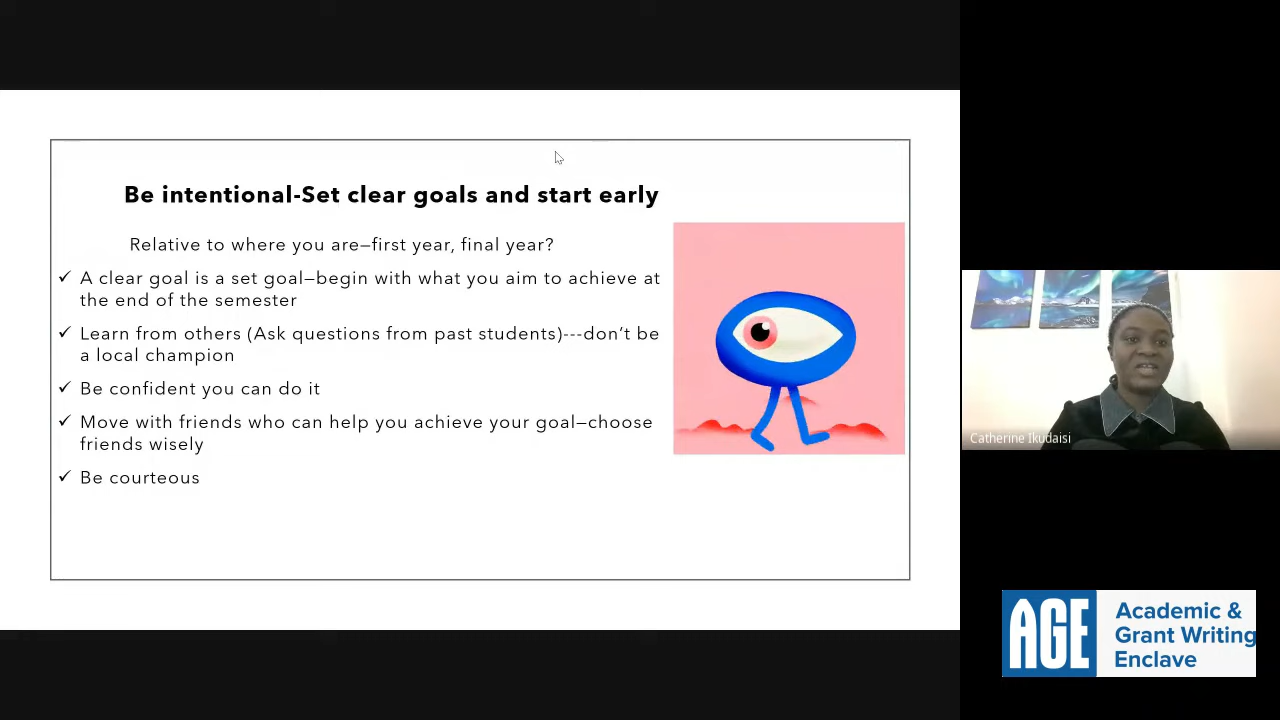 Be intentional-Set clear goals and start early
Relative to where you are—first year, final year?
✓ A clear goal is a set goal—begin with what you aim to achieve at
the end of the semester
✓ Learn from others (Ask questions from past students)---don’t be
a local champion
✓ Be confident you can do it
✓ Move with friends who can help you achieve your goal—choose
friends wisely
✓ Be courteous
Catherine Ikudaisi
AGE
Academic &
Grant Writing
Enclave